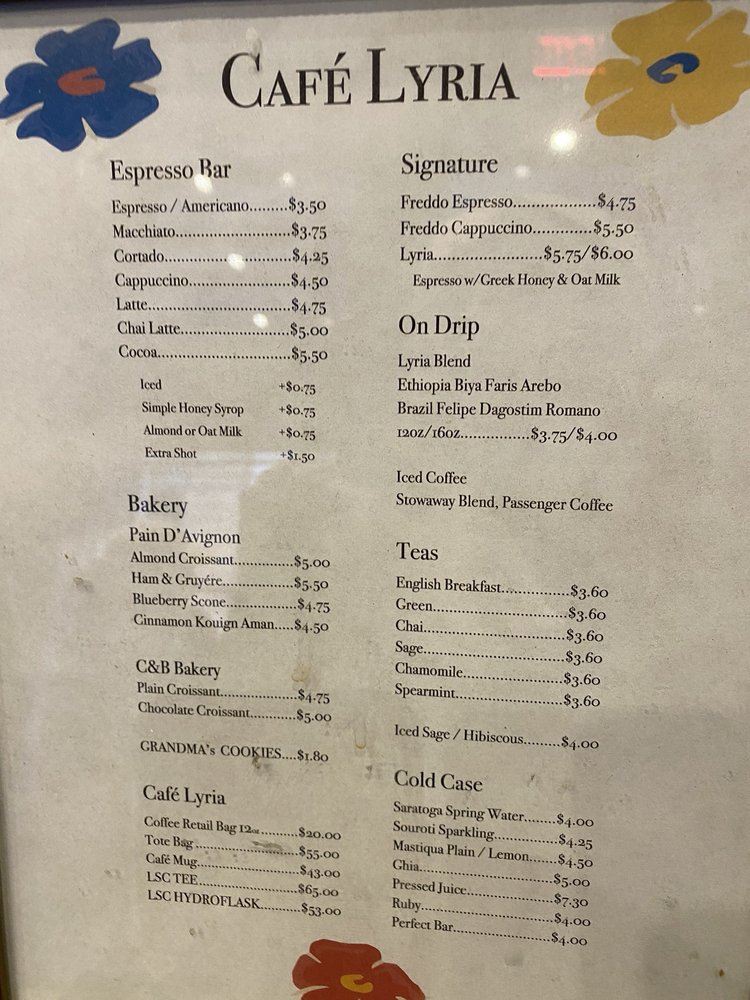 CAFÉ LYRIA
Espresso Bar
Espresso / Americano.........$3.50
Macchiato............................$3.75
Cortado...............................$4.25
Cappuccino.........................$4.50
Latte....................................$4.75
Chai Latte...........................$5.00
Cocoa.................................$5.50
Iced +$0.75
Simple Honey Syrup +$0.75
Almond or Oat Milk +$0.75
Extra Shot +$1.50
Bakery
Pain D'Avignon
Almond Croissant..............$5.00
Ham & Gruyére.................$5.50
Blueberry Scone.................$4.75
Cinnamon Kouign Aman.....$4.50
C&B Bakery
Plain Croissant...................$4.75
Chocolate Croissant...........$5.00
GRANDMA's COOKIES....$1.80
Café Lyria
Coffee Retail Bag 12oz..........$20.00
Tote Bag .........................$55.00
Café Mug.........................$43.00
LSC TEE.........................$65.00
LSC HYDROFLASK..........$53.00
Signature
Freddo Espresso...................$4.75
Freddo Cappuccino.............$5.50
Lyria........................$5.75/$6.00
Espresso w/Greek Honey & Oat Milk
On Drip
Lyria Blend
Ethiopia Biya Faris Arebo
Brazil Felipe Dagostim Romano
12oz/16oz................$3.75/$4.00
Iced Coffee
Stowaway Blend, Passenger Coffee
Teas
English Breakfast................$3.60
Green................................$3.60
Chai..................................$3.60
Sage..................................$3.60
Chamomile.......................$3.60
Spearmint.........................$3.60
Iced Sage / Hibiscous.........$4.00
Cold Case
Saratoga Spring Water........$4.00
Souroti Sparkling................$4.25
Mastiqua Plain / Lemon.......$4.50
Ghia.................................$5.00
Pressed Juice.....................$7.30
Ruby.................................$4.00
Perfect Bar........................$4.00